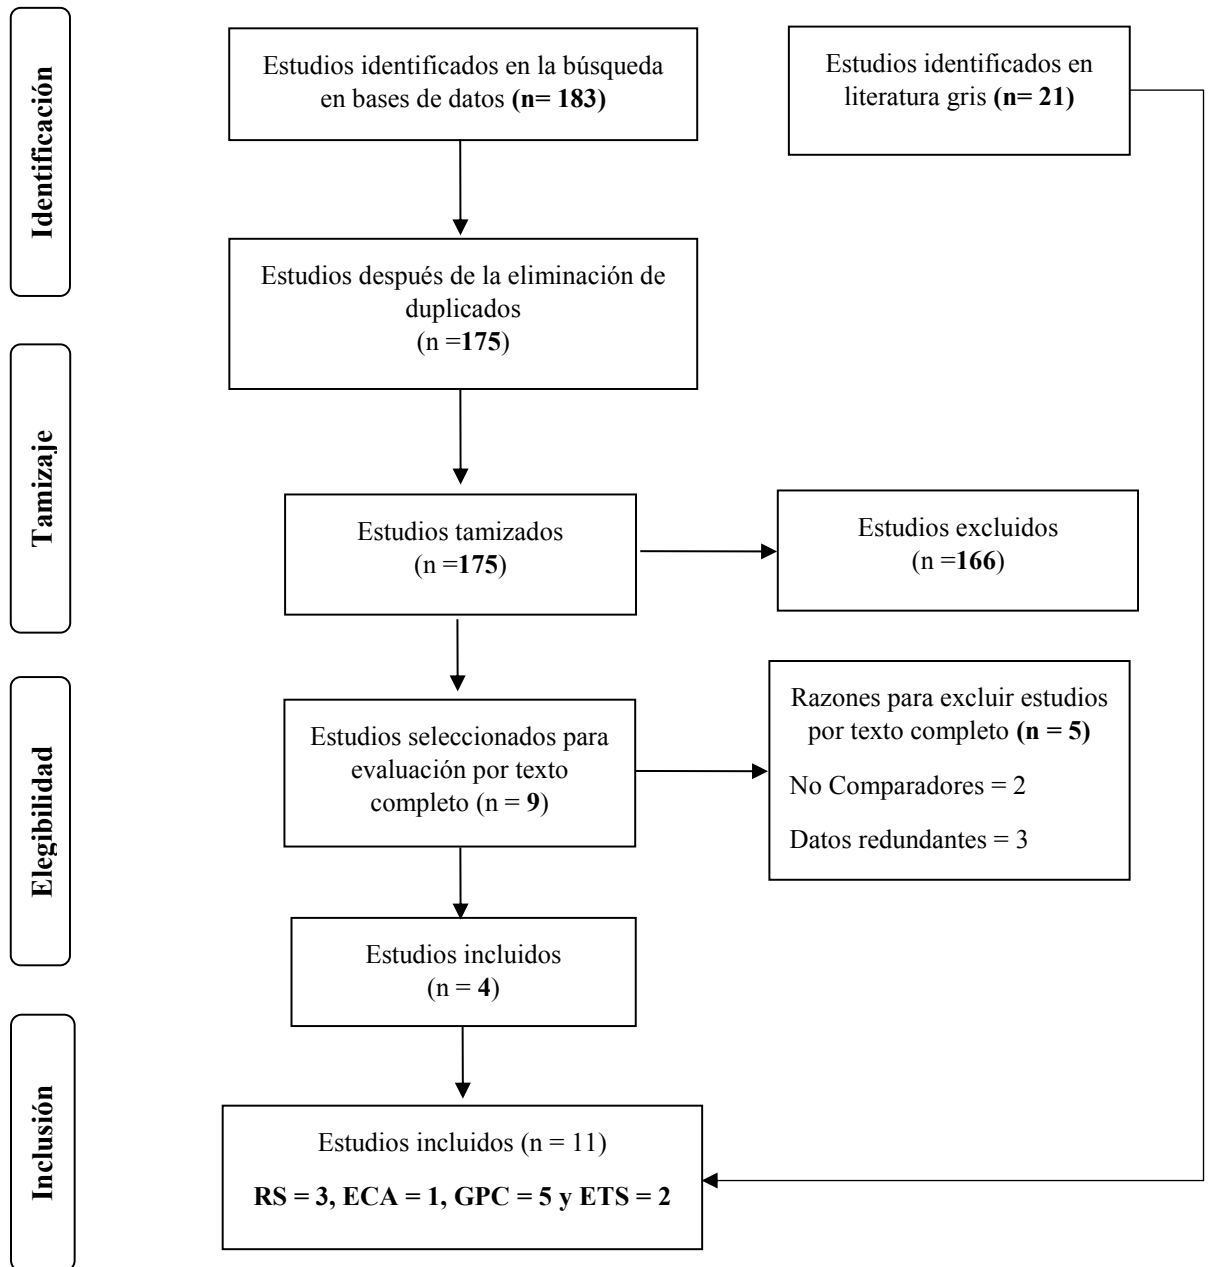 Identificación
Estudios identificados en la búsqueda
en bases de datos (n= 183)
Estudios identificados en
literatura gris (n= 21)
Estudios después de la eliminación de
duplicados
(n =175)
Tamizaje
Estudios tamizados
(n =175)
Estudios excluidos
(n =166)
Elegibilidad
Estudios seleccionados para
evaluación por texto
completo (n = 9)
Razones para excluir estudios
por texto completo (n = 5)
No Comparadores = 2
Datos redundantes = 3
Estudios incluidos
(n = 4)
Inclusión
Estudios incluidos (n = 11)
RS = 3, ECA = 1, GPC = 5 y ETS = 2